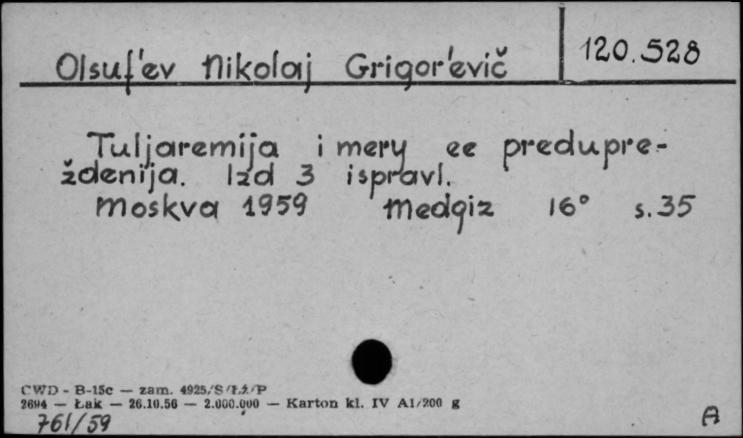 Olsuf'ev Nikolaj Grigor'evič 120.528
Tuljaremija i mery ee predupre-
ždenija. Izd 3 ispravl.
Moskva 1959 Medgiz 16° s. 35
CWD - B-15c — zam. 4925/S/Łż/P
2694 — Łak — 26.10.56 — 2.000.000 — Karton kl. IV A1/200 g
761/59 A